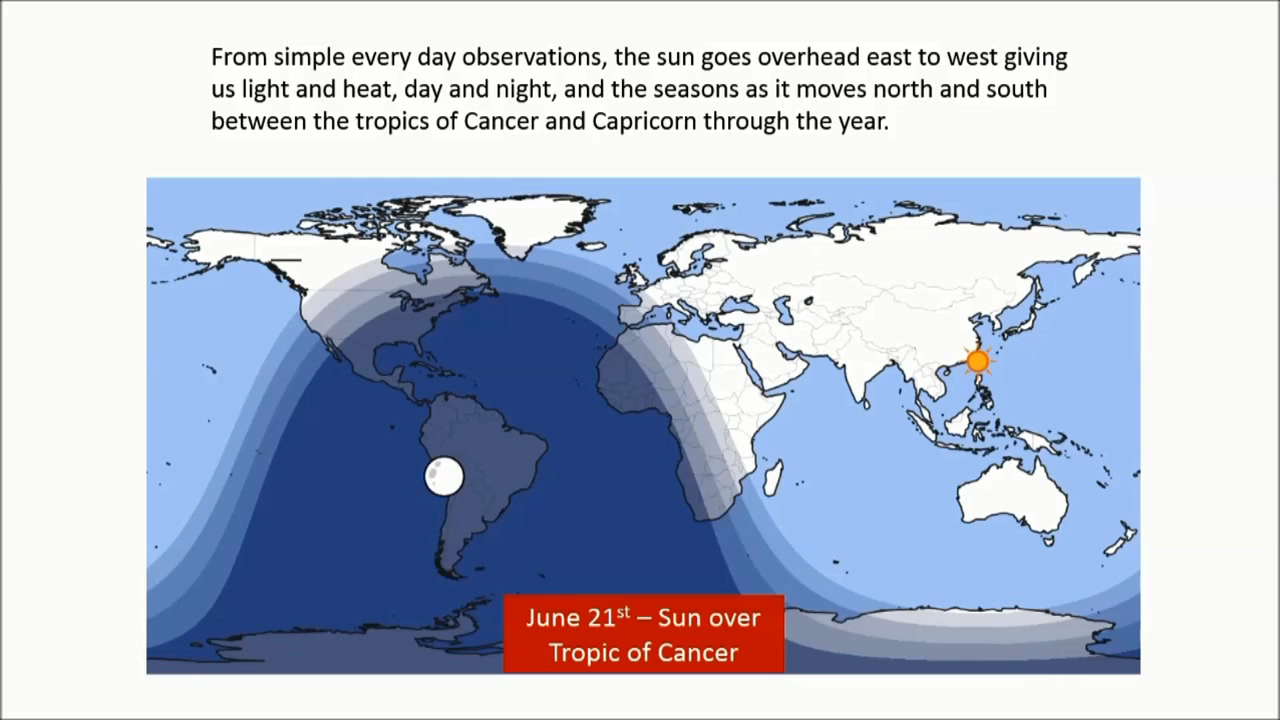 From simple every day observations, the sun goes overhead east to west giving
us light and heat, day and night, and the seasons as it moves north and south
between the tropics of Cancer and Capricorn through the year.
June 21st – Sun over
Tropic of Cancer